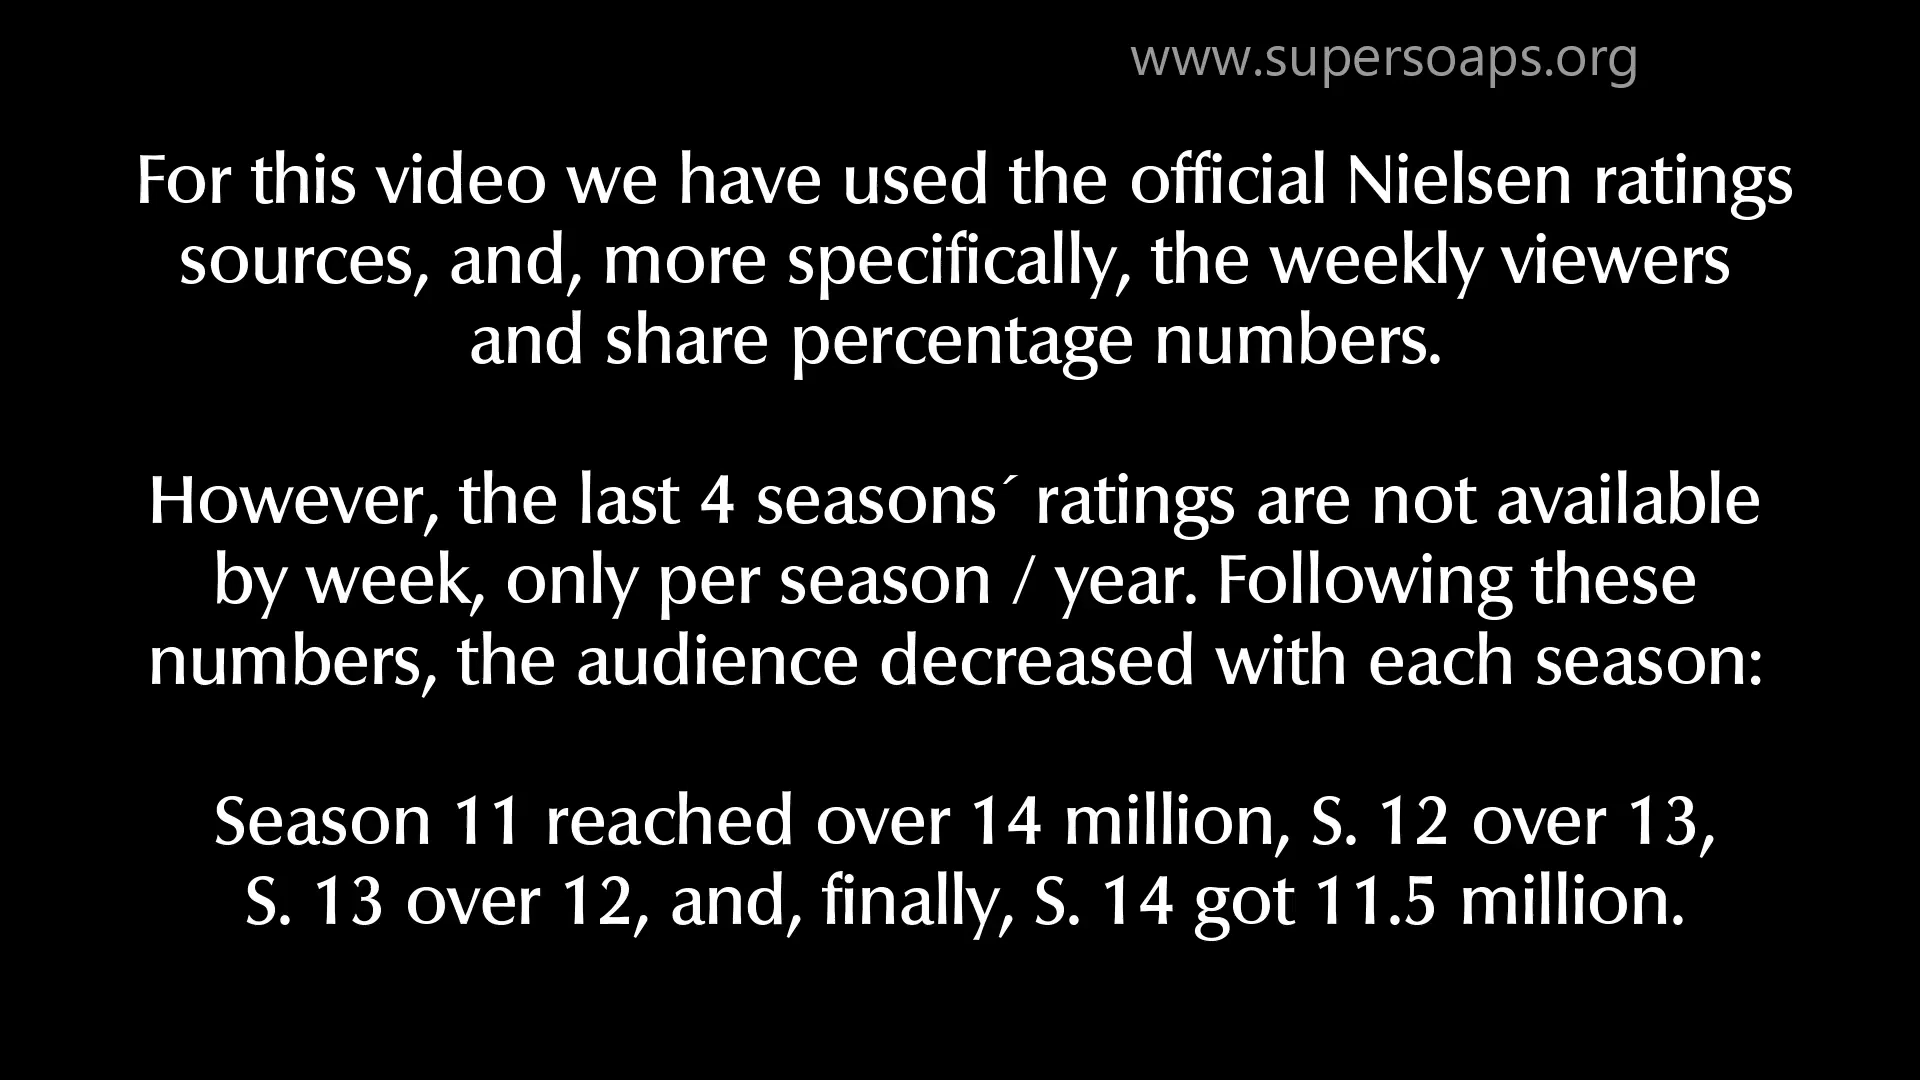 www.supersoaps.org
For this video we have used the official Nielsen ratings
sources, and, more specifically, the weekly viewers
and share percentage numbers.
However, the last 4 seasons´ ratings are not available
by week, only per season / year. Following these
numbers, the audience decreased with each season:
Season 11 reached over 14 million, S. 12 over 13,
S. 13 over 12, and, finally, S. 14 got 11.5 million.